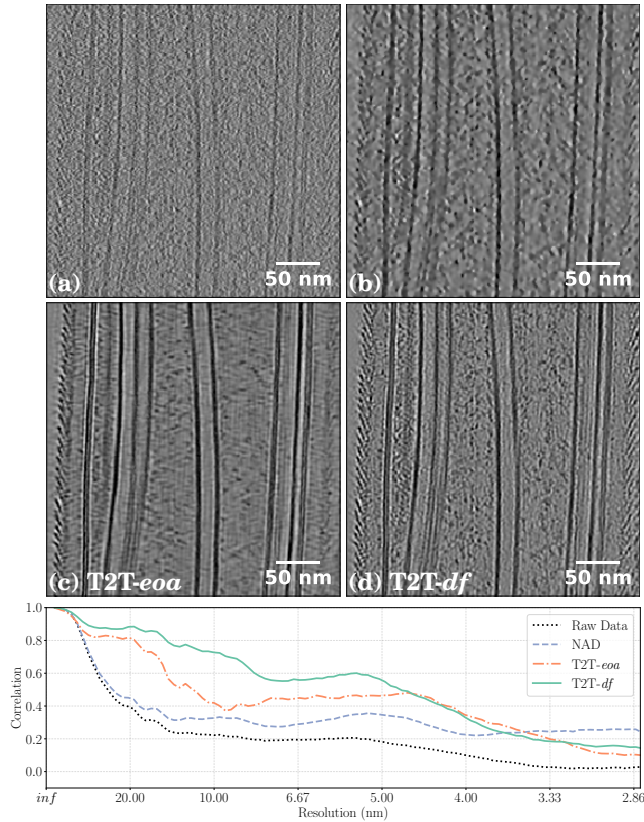 50 nm
(a)
50 nm
(b)
50 nm
(c) T2T-eoa
50 nm
(d) T2T-df
1.0
0.8
0.6
0.4
0.2
0.0
Correlation
Raw Data
NAD
T2T-eoa
T2T-df
inf 20.00 10.00 6.67 5.00 4.00 3.33 2.86
Resolution (nm)